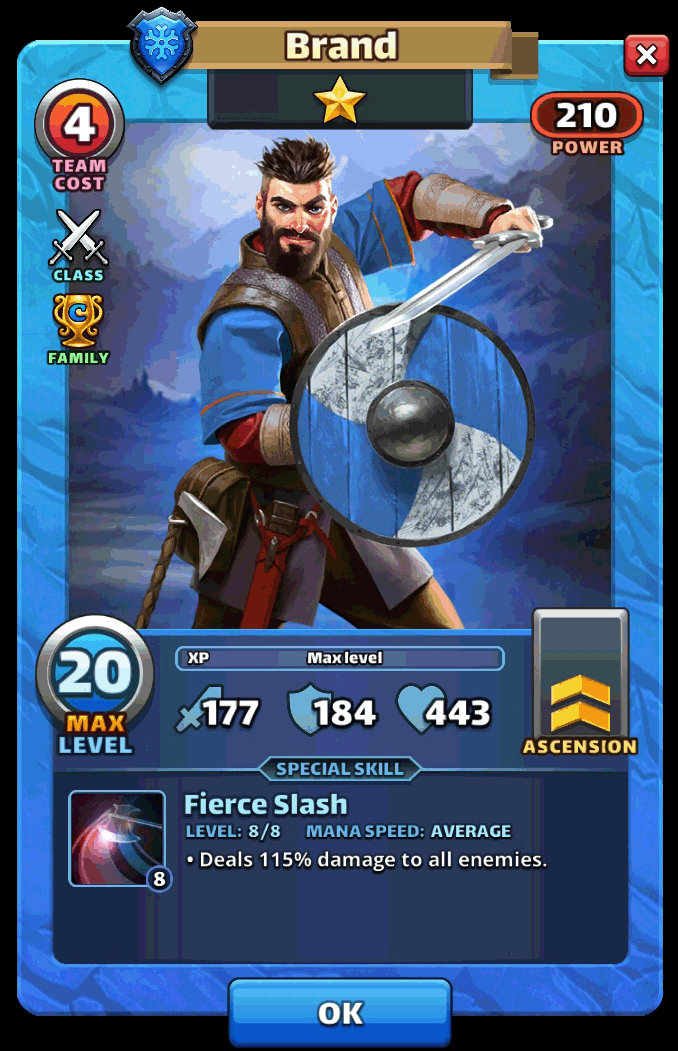 Brand
4
TEAM
COST
210
POWER
CLASS
C
FAMILY
20
MAX
LEVEL
XP Max level
177 184 443
ASCENSION
SPECIAL SKILL
Fierce Slash
LEVEL: 8/8 MANA SPEED: AVERAGE
• Deals 115% damage to all enemies.
8
OK